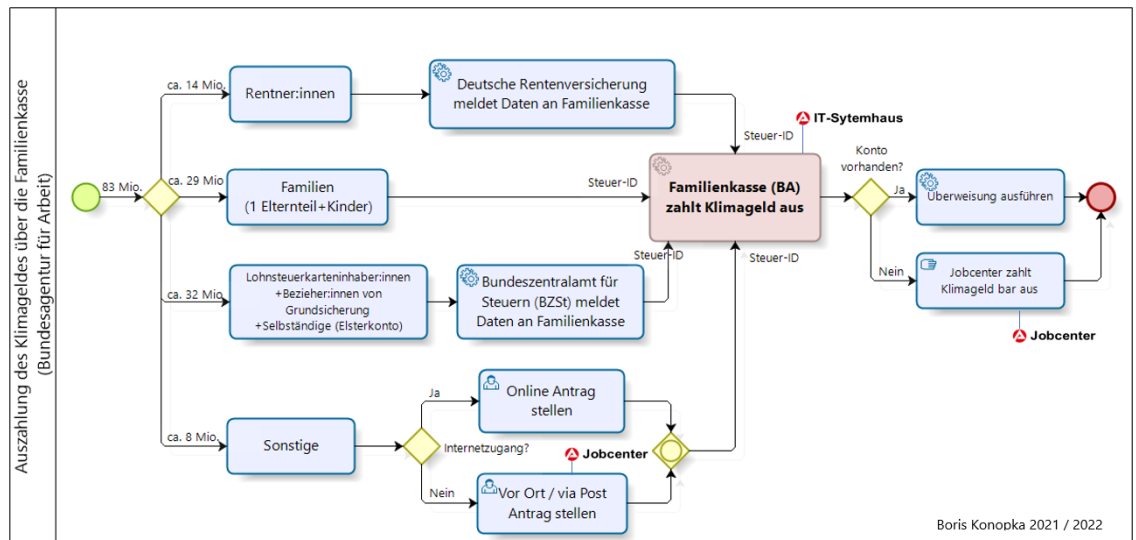 Auszahlung des Klimageldes über die Familienkasse
(Bundesagentur für Arbeit)
83 Mio.
ca. 14 Mio.
Rentner:innen
Deutsche Rentenversicherung
meldet Daten an Familienkasse
Steuer-ID
ca. 29 Mio
Familien
(1 Elternteil+Kinder)
Steuer-ID
ca. 32 Mio.
Lohnsteuerkarteninhaber:innen
+Bezieher:innen von
Grundsicherung
+Selbständige (Elsterkonto)
Bundeszentralamt für
Steuern (BZSt) meldet
Daten an Familienkasse
Steuer-ID
ca. 8 Mio.
Sonstige
Internetzugang?
Ja
Online Antrag
stellen
Nein
Jobcenter
Vor Ort / via Post
Antrag stellen
Steuer-ID
IT-Sytemhaus
Familienkasse (BA)
zahlt Klimageld aus
Konto
vorhanden?
Ja
Überweisung ausführen
Nein
Jobcenter zahlt
Klimageld bar aus
Jobcenter
Boris Konopka 2021 / 2022